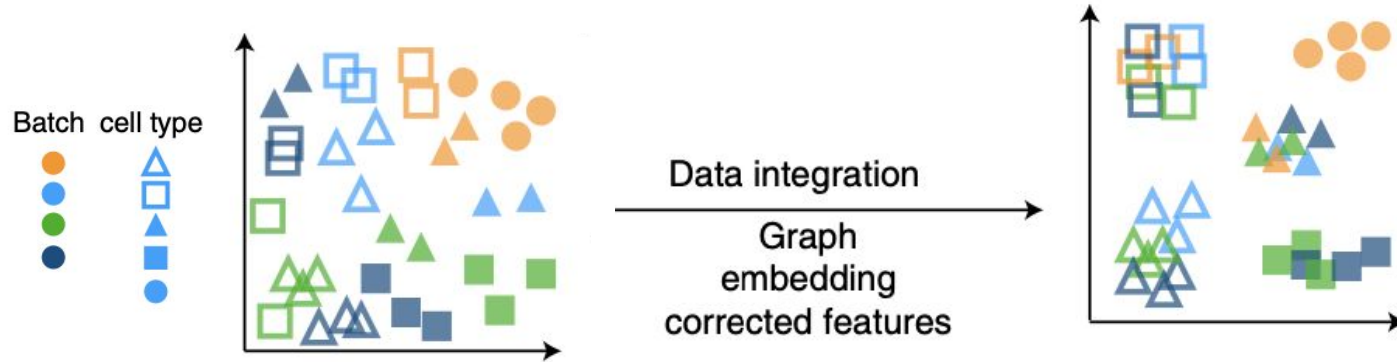 Batch cell type
Data integration
Graph
embedding
corrected features